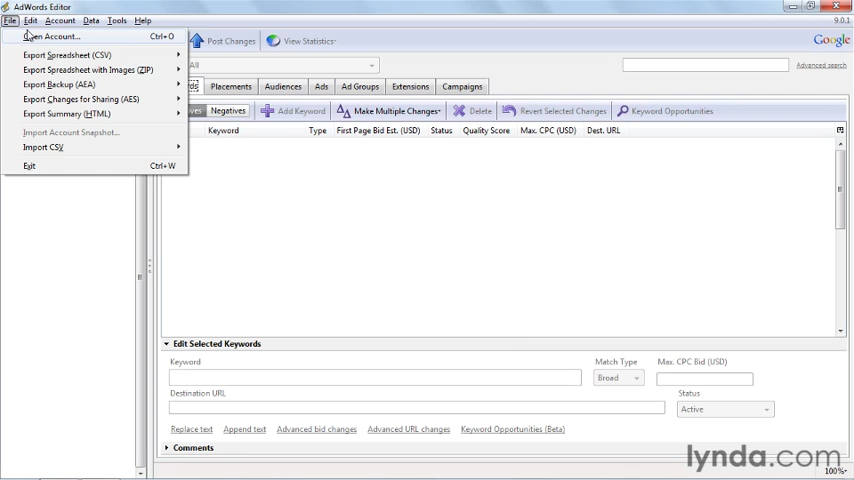 AdWords Editor
File Edit Account Data Tools Help 9.0.1
Open Account... Ctrl+O
Export Spreadsheet (CSV)
Export Spreadsheet with Images (ZIP)
Export Backup (AEA)
Export Changes for Sharing (AES)
Export Summary (HTML)
Import Account Snapshot...
Import CSV
Exit Ctrl+W
Post Changes View Statistics Google
All Advanced search
Placements Audiences Ads Ad Groups Extensions Campaigns
Negatives Add Keyword Make Multiple Changes Delete Revert Selected Changes Keyword Opportunities
Keyword Type First Page Bid Est. (USD) Status Quality Score Max. CPC (USD) Dest. URL
Edit Selected Keywords
Keyword Match Type Max. CPC Bid (USD)
Broad
Destination URL Status
Active
Replace text Append text Advanced bid changes Advanced URL changes Keyword Opportunities (Beta)
Comments
lynda.com
100%